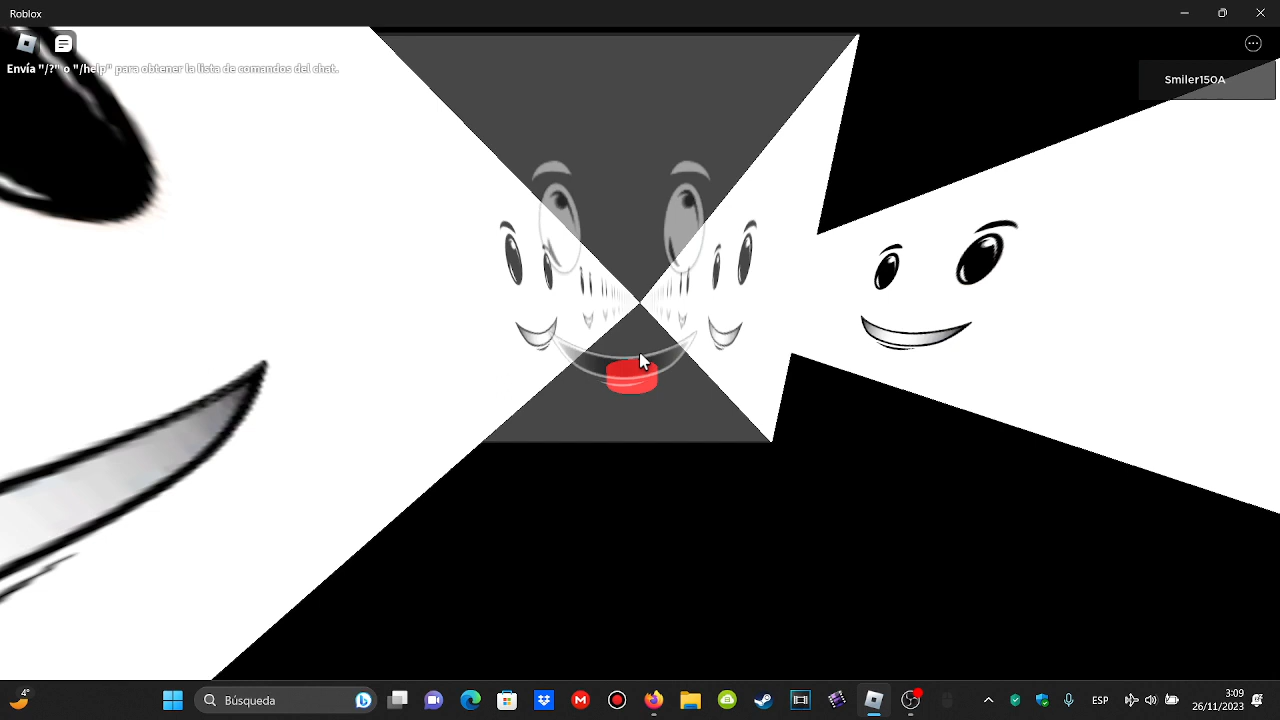 Roblox
Envía "/?" o "/help" para obtener la lista de comandos del chat.
Smiler150A
4°
Búsqueda
ESP
3:03
26/11/2023